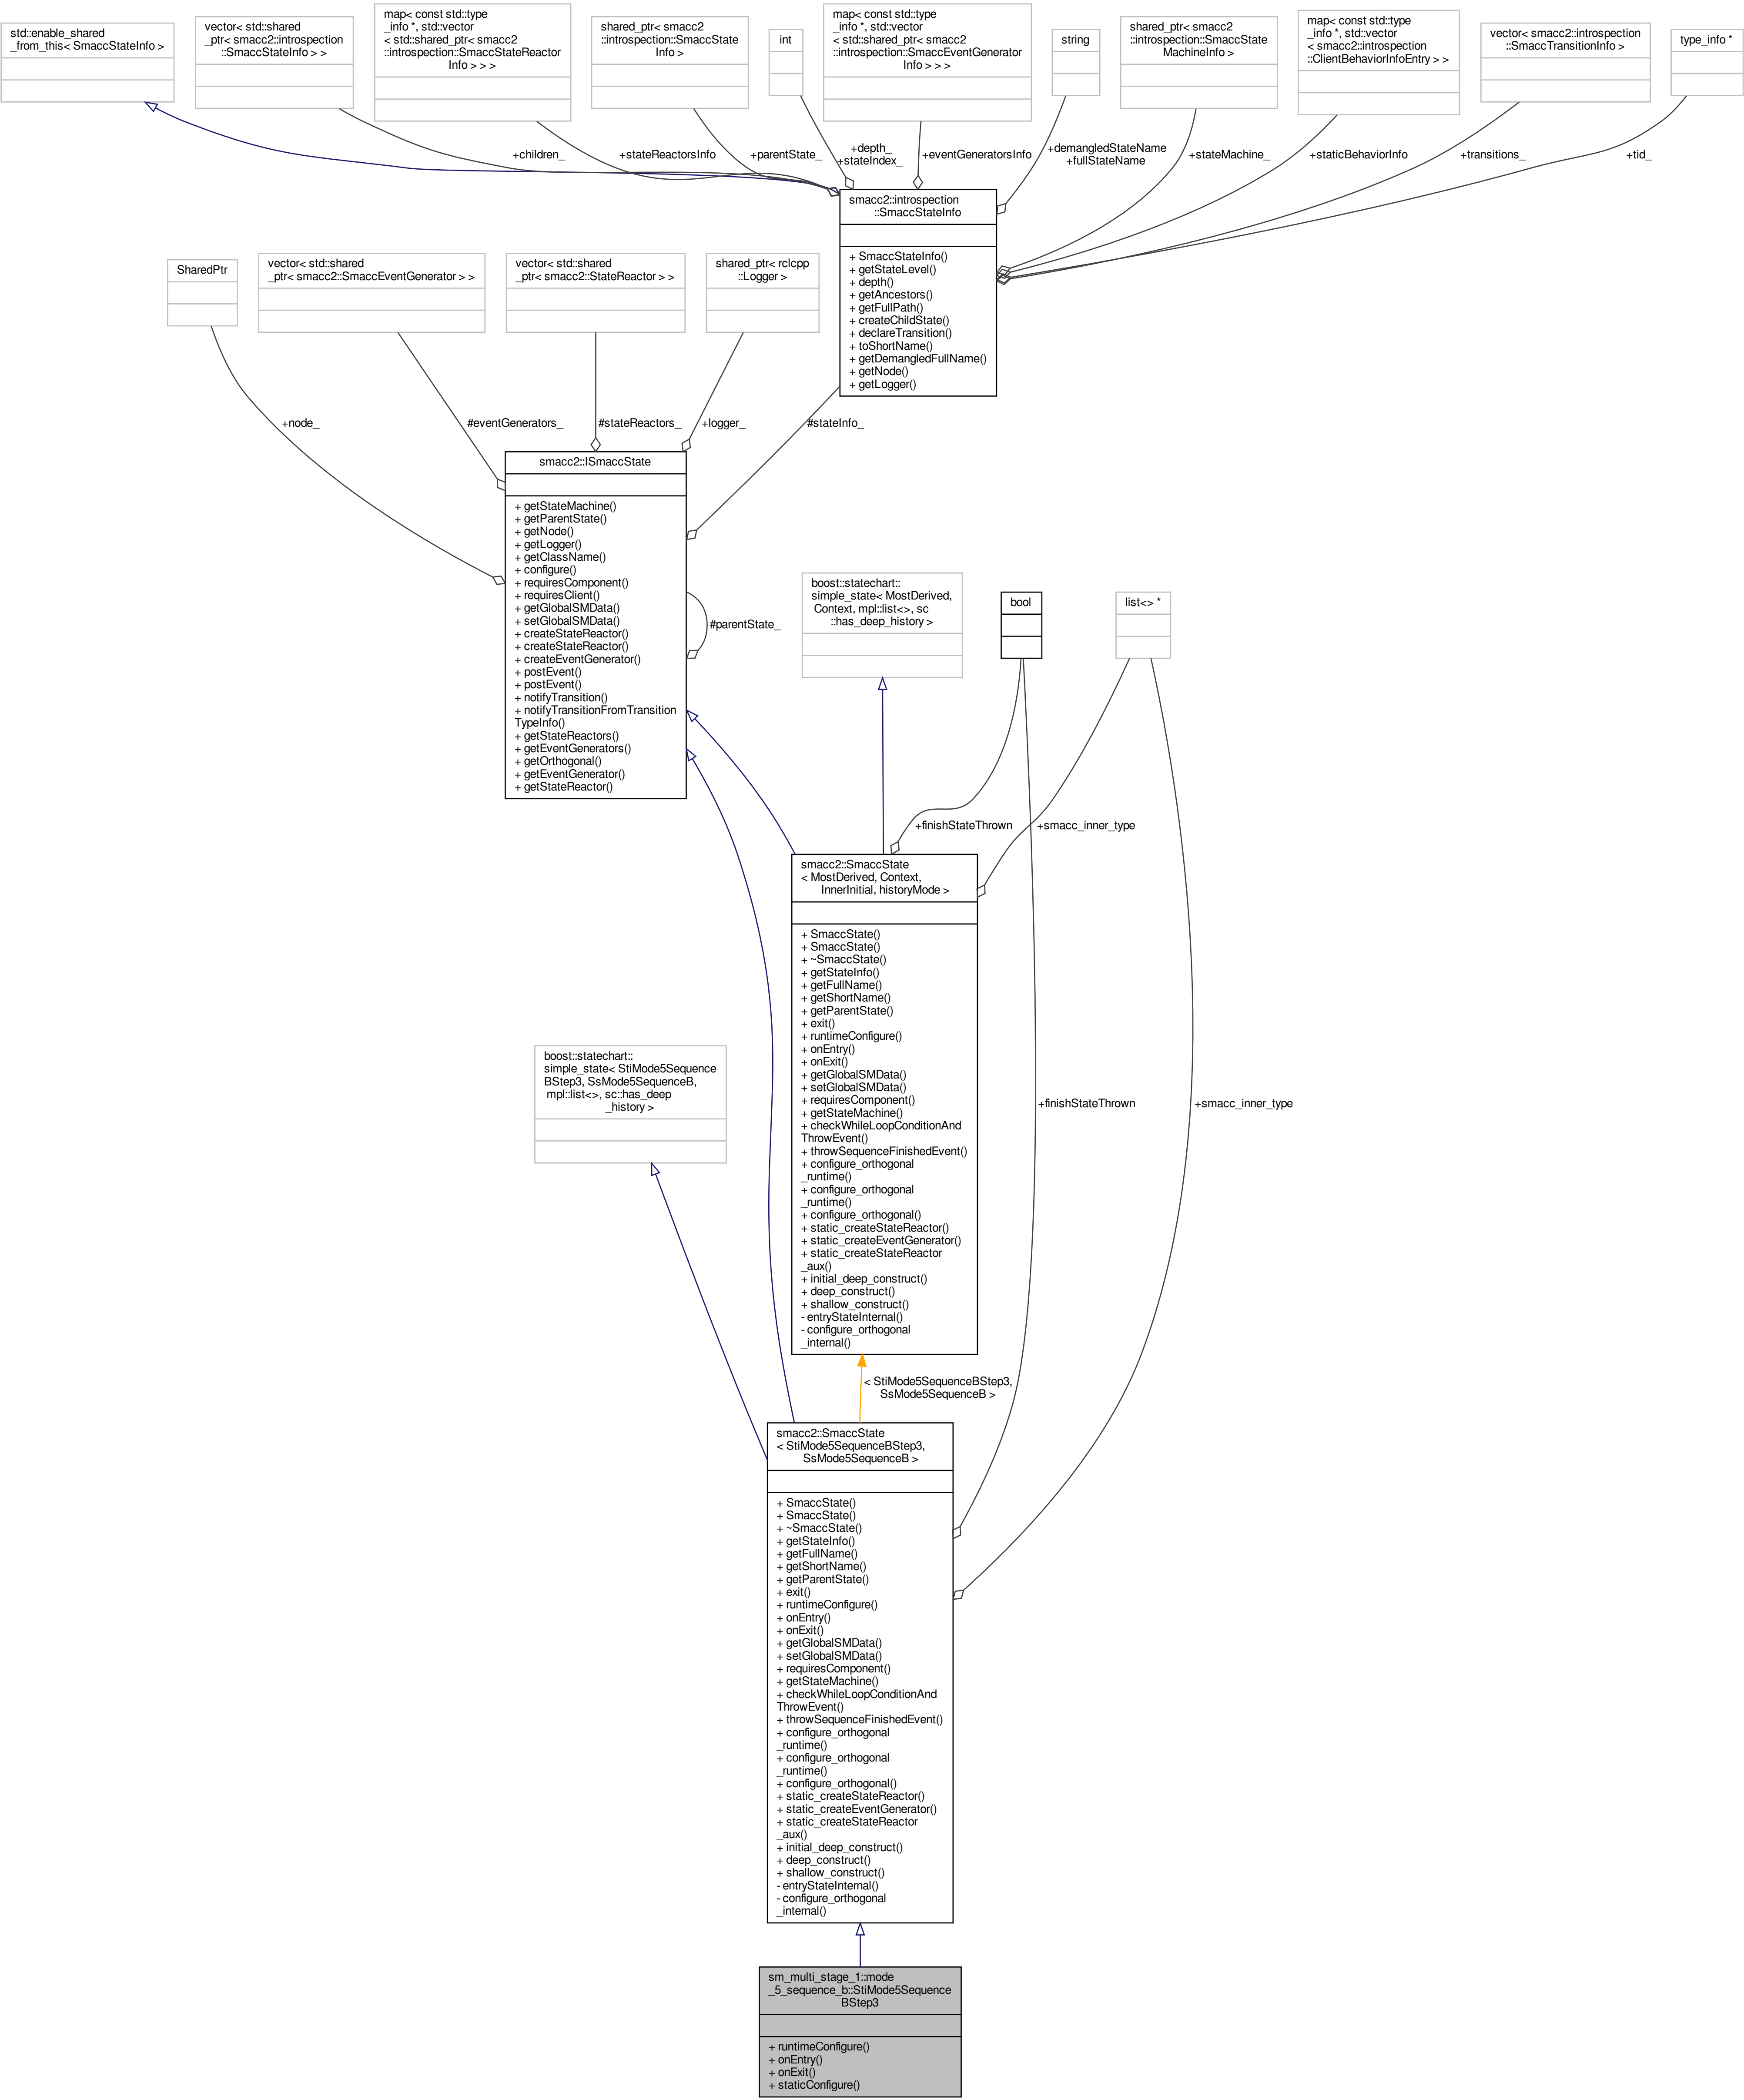 std::enable_shared
_from_this< SmaccStateInfo >
vector< std::shared
_ptr< smacc2::introspection
::SmaccStateInfo > >
map< const std::type
_info *, std::vector
< std::shared_ptr< smacc2
::introspection::SmaccStateReactor
Info > > >
shared_ptr< smacc2
::introspection::SmaccState
Info >
int
map< const std::type
_info *, std::vector
< std::shared_ptr< smacc2
::introspection::SmaccEventGenerator
Info > > >
string
shared_ptr< smacc2
::introspection::SmaccState
MachineInfo >
map< const std::type
_info *, std::vector
< smacc2::introspection
::ClientBehaviorInfoEntry > >
vector< smacc2::introspection
::SmaccTransitionInfo >
type_info *
+children_
+stateReactorsInfo
+parentState_
+depth_
+stateIndex_
+eventGeneratorsInfo
+demangledStateName
+fullStateName
+stateMachine_
+staticBehaviorInfo
+transitions_
+tid_
smacc2::introspection
::SmaccStateInfo
+ SmaccStateInfo()
+ getStateLevel()
+ depth()
+ getAncestors()
+ getFullPath()
+ createChildState()
+ declareTransition()
+ toShortName()
+ getDemangledFullName()
+ getNode()
+ getLogger()
SharedPtr
vector< std::shared
_ptr< smacc2::SmaccEventGenerator > >
vector< std::shared
_ptr< smacc2::StateReactor > >
shared_ptr< rclcpp
::Logger >
+node_
#eventGenerators_
#stateReactors_
+logger_
#stateInfo_
smacc2::ISmaccState
+ getStateMachine()
+ getParentState()
+ getNode()
+ getLogger()
+ getClassName()
+ configure()
+ requiresComponent()
+ requiresClient()
+ getGlobalSMData()
+ setGlobalSMData()
+ createStateReactor()
+ createStateReactor()
+ createEventGenerator()
+ postEvent()
+ postEvent()
+ notifyTransition()
+ notifyTransitionFromTransition
TypeInfo()
+ getStateReactors()
+ getEventGenerators()
+ getOrthogonal()
+ getEventGenerator()
+ getStateReactor()
#parentState_
boost::statechart::
simple_state< MostDerived,
Context, mpl::list<>, sc
::has_deep_history >
bool
list<> *
+finishStateThrown
+smacc_inner_type
smacc2::SmaccState
< MostDerived, Context,
InnerInitial, historyMode >
+ SmaccState()
+ SmaccState()
+ ~SmaccState()
+ getStateInfo()
+ getFullName()
+ getShortName()
+ getParentState()
+ exit()
+ runtimeConfigure()
+ onEntry()
+ onExit()
+ getGlobalSMData()
+ setGlobalSMData()
+ requiresComponent()
+ getStateMachine()
+ checkWhileLoopConditionAnd
ThrowEvent()
+ throwSequenceFinishedEvent()
+ configure_orthogonal
_runtime()
+ configure_orthogonal
_runtime()
+ configure_orthogonal()
+ static_createStateReactor()
+ static_createEventGenerator()
+ static_createStateReactor
_aux()
+ initial_deep_construct()
+ deep_construct()
+ shallow_construct()
- entryStateInternal()
- configure_orthogonal
_internal()
boost::statechart::
simple_state< StiMode5Sequence
BStep3, SsMode5SequenceB,
mpl::list<>, sc::has_deep
_history >
+finishStateThrown
+smacc_inner_type
< StiMode5SequenceBStep3,
SsMode5SequenceB >
smacc2::SmaccState
< StiMode5SequenceBStep3,
SsMode5SequenceB >
+ SmaccState()
+ SmaccState()
+ ~SmaccState()
+ getStateInfo()
+ getFullName()
+ getShortName()
+ getParentState()
+ exit()
+ runtimeConfigure()
+ onEntry()
+ onExit()
+ getGlobalSMData()
+ setGlobalSMData()
+ requiresComponent()
+ getStateMachine()
+ checkWhileLoopConditionAnd
ThrowEvent()
+ throwSequenceFinishedEvent()
+ configure_orthogonal
_runtime()
+ configure_orthogonal
_runtime()
+ configure_orthogonal()
+ static_createStateReactor()
+ static_createEventGenerator()
+ static_createStateReactor
_aux()
+ initial_deep_construct()
+ deep_construct()
+ shallow_construct()
- entryStateInternal()
- configure_orthogonal
_internal()
sm_multi_stage_1::mode
_5_sequence_b::StiMode5Sequence
BStep3
+ runtimeConfigure()
+ onEntry()
+ onExit()
+ staticConfigure()